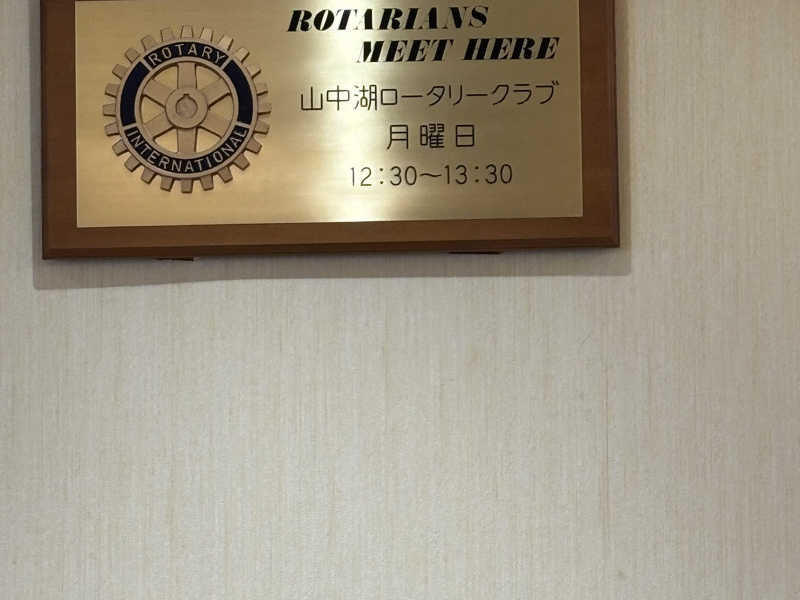 ROTARIANS
MEET HERE
ROTARY
INTERNATIONAL
山中湖ロータリークラブ
月曜日
12:30〜13:30